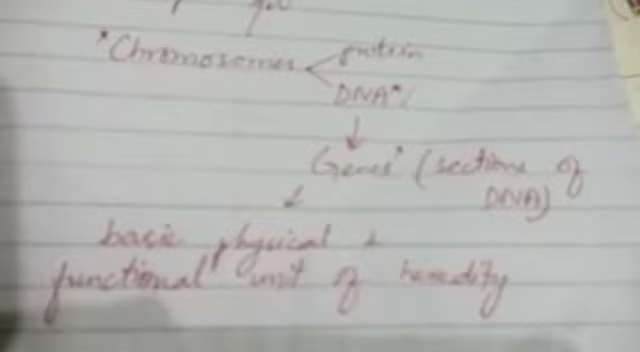 *Chromosomes < protein
DNA*
↓
Genes* (sections of
DNA)
↓
basic physical &
functional unit of heredity